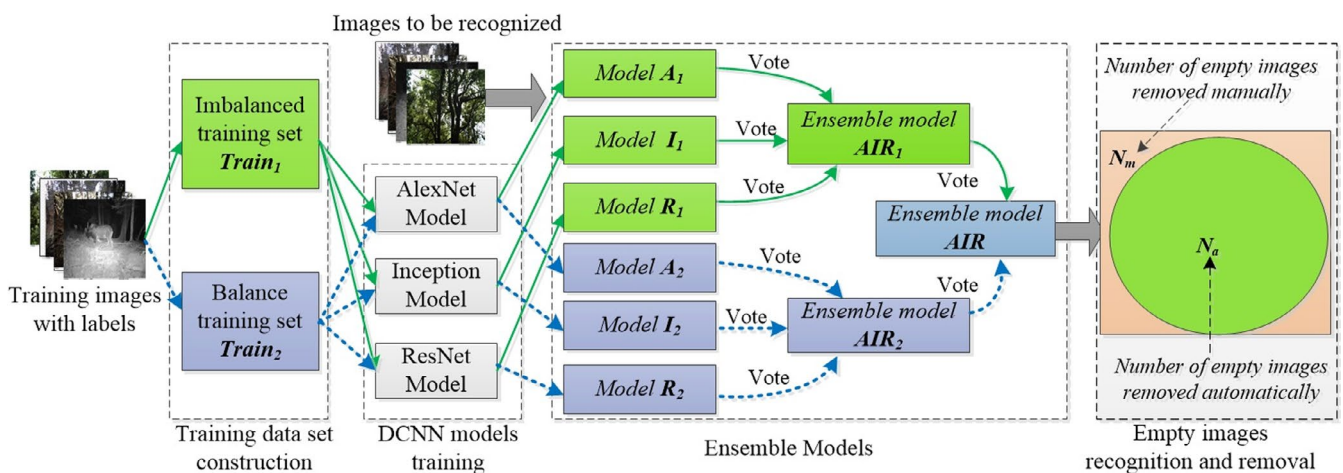 Images to be recognized
Training images
with labels
Imbalanced
training set
Train1
Balance
training set
Train2
Training data set
construction
AlexNet
Model
Inception
Model
ResNet
Model
DCNN models
training
Model A1
Model I1
Model R1
Model A2
Model I2
Model R2
Vote
Vote
Vote
Vote
Vote
Vote
Ensemble model
AIR1
Ensemble model
AIR2
Vote
Vote
Ensemble model
AIR
Ensemble Models
Number of empty images
removed manually
Nm
Na
Number of empty images
removed automatically
Empty images
recognition and removal